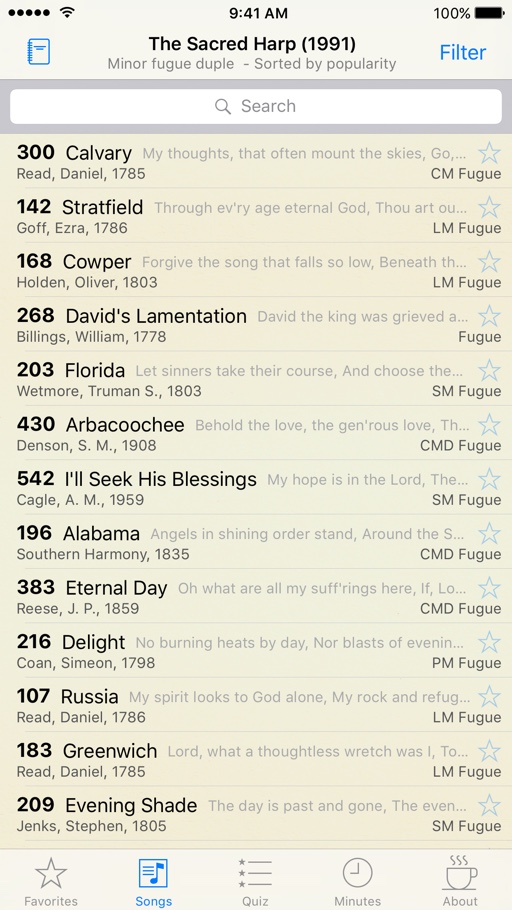 9:41 AM 100%
The Sacred Harp (1991)
Minor fugue duple - Sorted by popularity
Filter
Search
300 Calvary My thoughts, that often mount the skies, Go,...
Read, Daniel, 1785 CM Fugue
142 Stratfield Through ev'ry age eternal God, Thou art ou...
Goff, Ezra, 1786 LM Fugue
168 Cowper Forgive the song that falls so low, Beneath th...
Holden, Oliver, 1803 LM Fugue
268 David's Lamentation David the king was grieved a...
Billings, William, 1778 Fugue
203 Florida Let sinners take their course, And choose the...
Wetmore, Truman S., 1803 SM Fugue
430 Arbacoochee Behold the love, the gen'rous love, Th...
Denson, S. M., 1908 CMD Fugue
542 I'll Seek His Blessings My hope is in the Lord, The...
Cagle, A. M., 1959 SM Fugue
196 Alabama Angels in shining order stand, Around the S...
Southern Harmony, 1835 CMD Fugue
383 Eternal Day Oh what are all my suff'rings here, If, Lo...
Reese, J. P., 1859 CMD Fugue
216 Delight No burning heats by day, Nor blasts of evenin...
Coan, Simeon, 1798 PM Fugue
107 Russia My spirit looks to God alone, My rock and refug...
Read, Daniel, 1786 LM Fugue
183 Greenwich Lord, what a thoughtless wretch was I, To...
Read, Daniel, 1785 LM Fugue
209 Evening Shade The day is past and gone, The even...
Jenks, Stephen, 1805 SM Fugue
Favorites Songs Quiz Minutes About